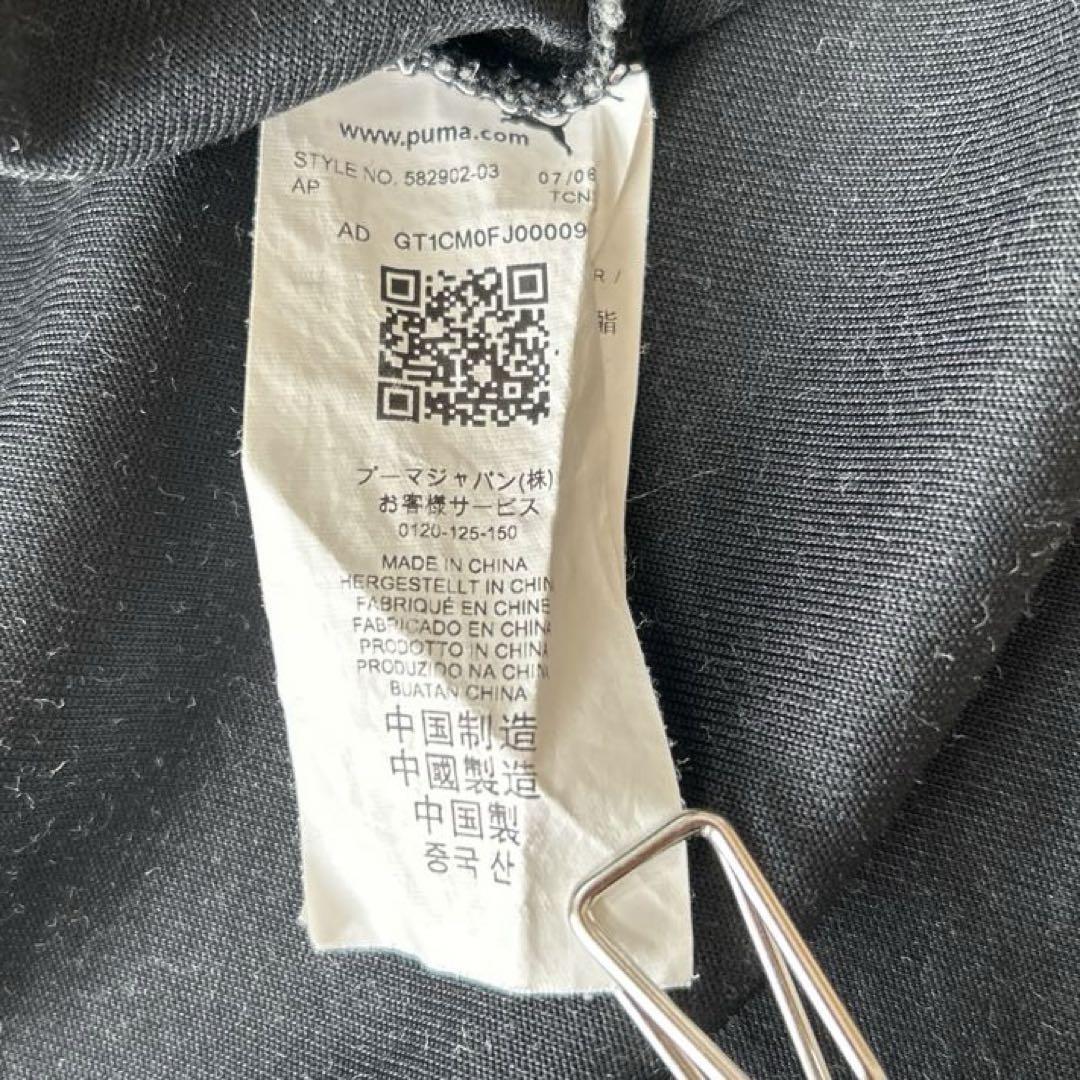 www.puma.com
STYLE NO. 582902-03 07/06
AP TCN
AD GT1CM0FJ00009
R /
脂
プーマジャパン(株)
お客様サービス
0120-125-150
MADE IN CHINA
HERGESTELLT IN CHIN
FABRIQUÉ EN CHINE
FABRICADO EN CHINA
PRODOTTO IN CHIN
PRODUZIDO NA CHIN
BUATAN CHINA
中国制造
中國製造
中国製
중국 산